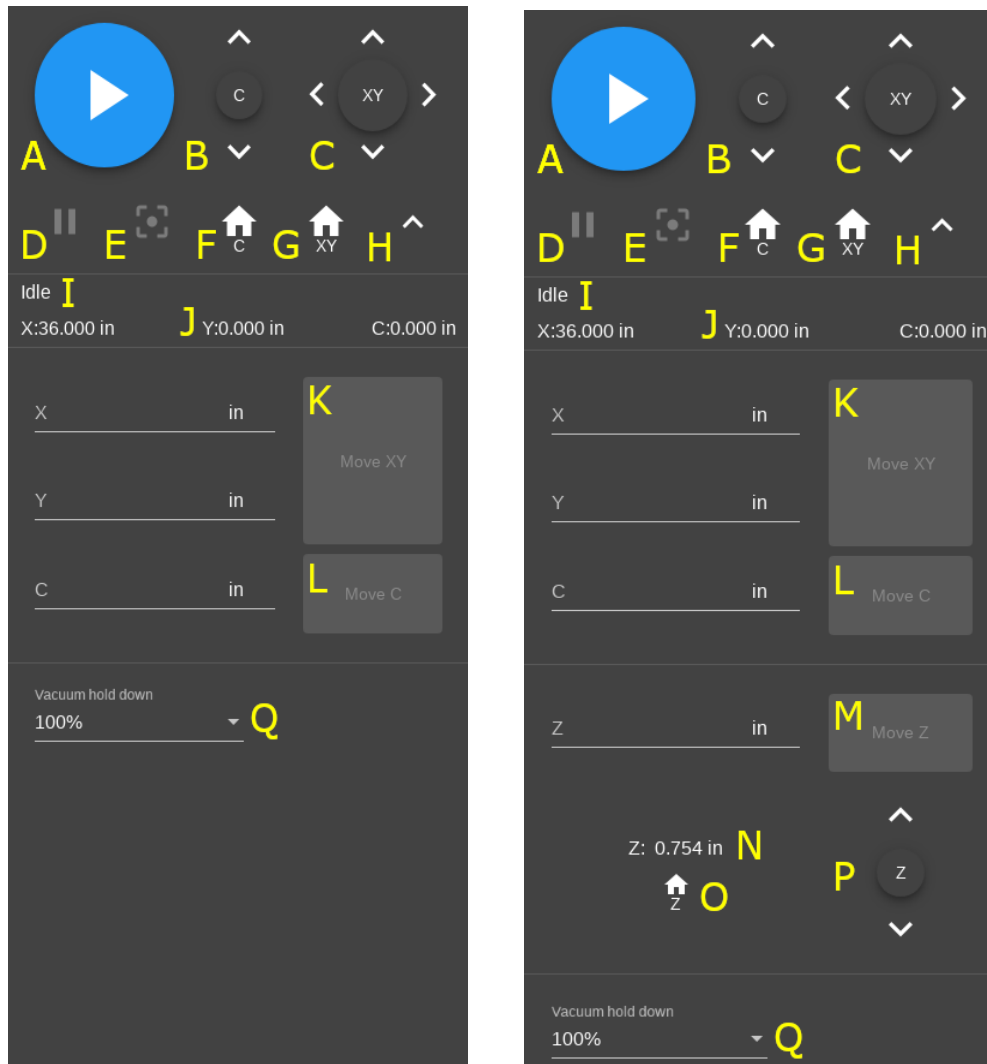 C
XY
A
B
C
D
E
F
C
G
XY
H
Idle I
X:36.000 in
J Y:0.000 in
C:0.000 in
X in
K
Move XY
Y in
C in
L Move C
Vacuum hold down
100% Q
C
XY
A
B
C
D
E
F
C
G
XY
H
Idle I
X:36.000 in
J Y:0.000 in
C:0.000 in
X in
K
Move XY
Y in
C in
L Move C
Z in
M Move Z
Z: 0.754 in N
Z O
P Z
Vacuum hold down
100% Q